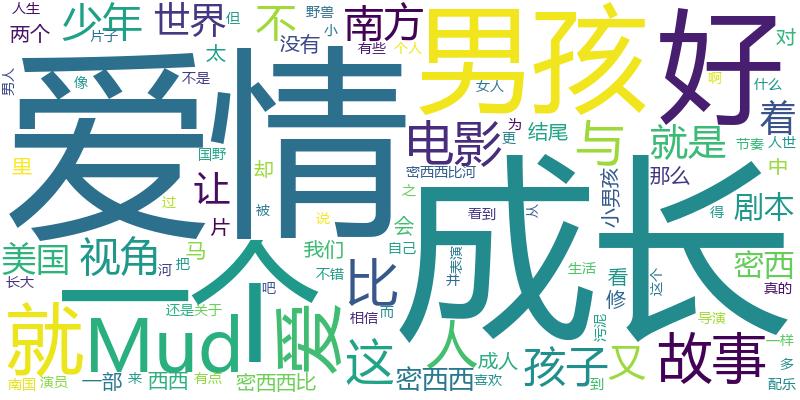 人生
少年
世界
但
野兽
小
南方
男孩
好
对
两个
片子
不
没有
有些
个人
太
男人
像
不是
爱情
女人
啊
什么
着
国野
电影
为
更
结尾
与
就是
节奏
人世
里
却
让
密西西比河
小男孩
那么
中
过
被
片
说
之
看到
从
得
剧本
美国
视角
马
我们
会
自己
井表演
成长
河
把
不错
生活
看
这个
密西
长大
一个
吧
比
修
真的
就
Mud
爱
还是
关于
相信
而
人
污泥
导演
故事
一样
这
成人
孩子
又
多
南国
演员
一部
来
西西
有点
密西西比
密西西
喜欢
到
配乐